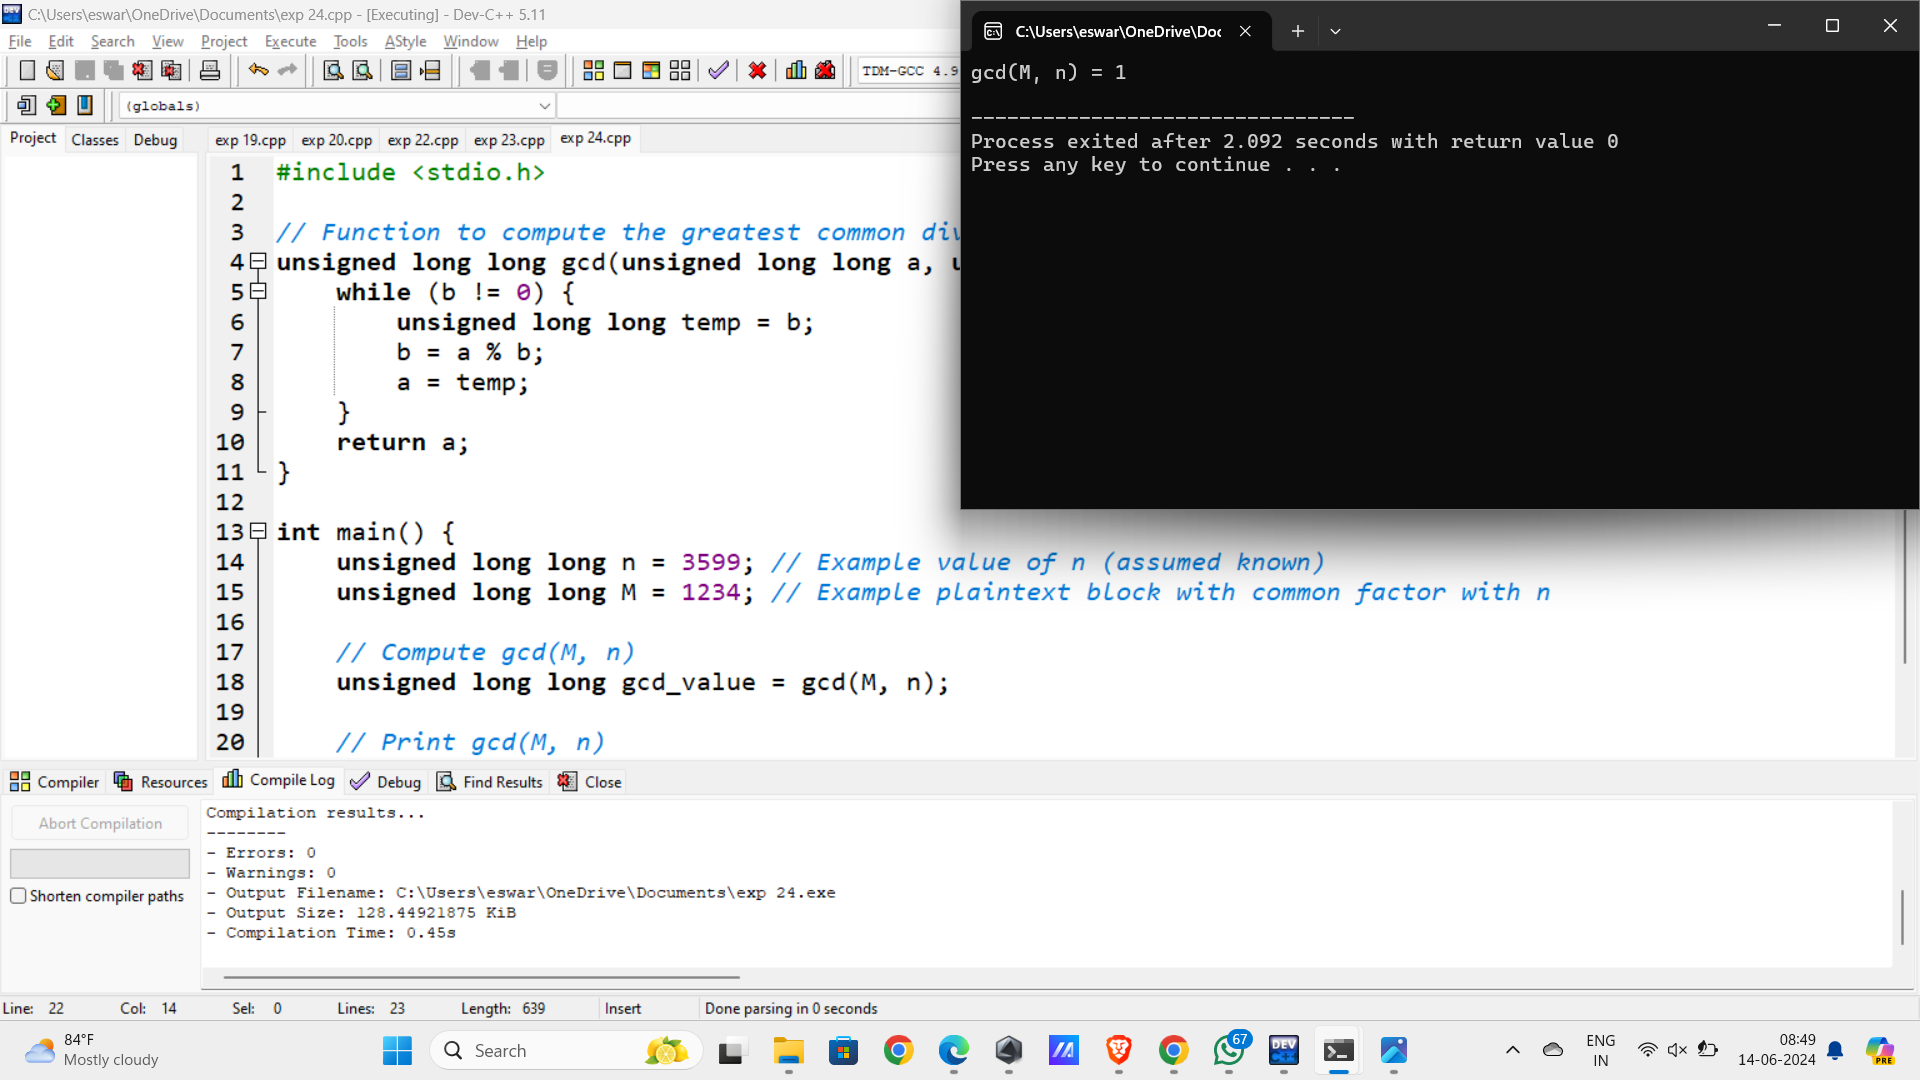 C:\Users\eswar\OneDrive\Documents\exp 24.cpp - [Executing] - Dev-C++ 5.11
File Edit Search View Project Execute Tools AStyle Window Help
TDM-GCC 4.9
(globals)
Project Classes Debug
exp 19.cpp exp 20.cpp exp 22.cpp exp 23.cpp exp 24.cpp
1 #include <stdio.h>
2
3 // Function to compute the greatest common div
4 unsigned long long gcd(unsigned long long a, u
5 while (b != 0) {
6 unsigned long long temp = b;
7 b = a % b;
8 a = temp;
9 }
10 return a;
11 }
12
13 int main() {
14 unsigned long long n = 3599; // Example value of n (assumed known)
15 unsigned long long M = 1234; // Example plaintext block with common factor with n
16
17 // Compute gcd(M, n)
18 unsigned long long gcd_value = gcd(M, n);
19
20 // Print gcd(M, n)
C:\Users\eswar\OneDrive\Doc
gcd(M, n) = 1
--------------------------------
Process exited after 2.092 seconds with return value 0
Press any key to continue . . .
Compiler Resources Compile Log Debug Find Results Close
Abort Compilation
Shorten compiler paths
Compilation results...
--------
- Errors: 0
- Warnings: 0
- Output Filename: C:\Users\eswar\OneDrive\Documents\exp 24.exe
- Output Size: 128.44921875 KiB
- Compilation Time: 0.45s
Line: 22 Col: 14 Sel: 0 Lines: 23 Length: 639 Insert Done parsing in 0 seconds
84°F
Mostly cloudy
Search
67
DEV
PRE
ENG
IN
08:49
14-06-2024